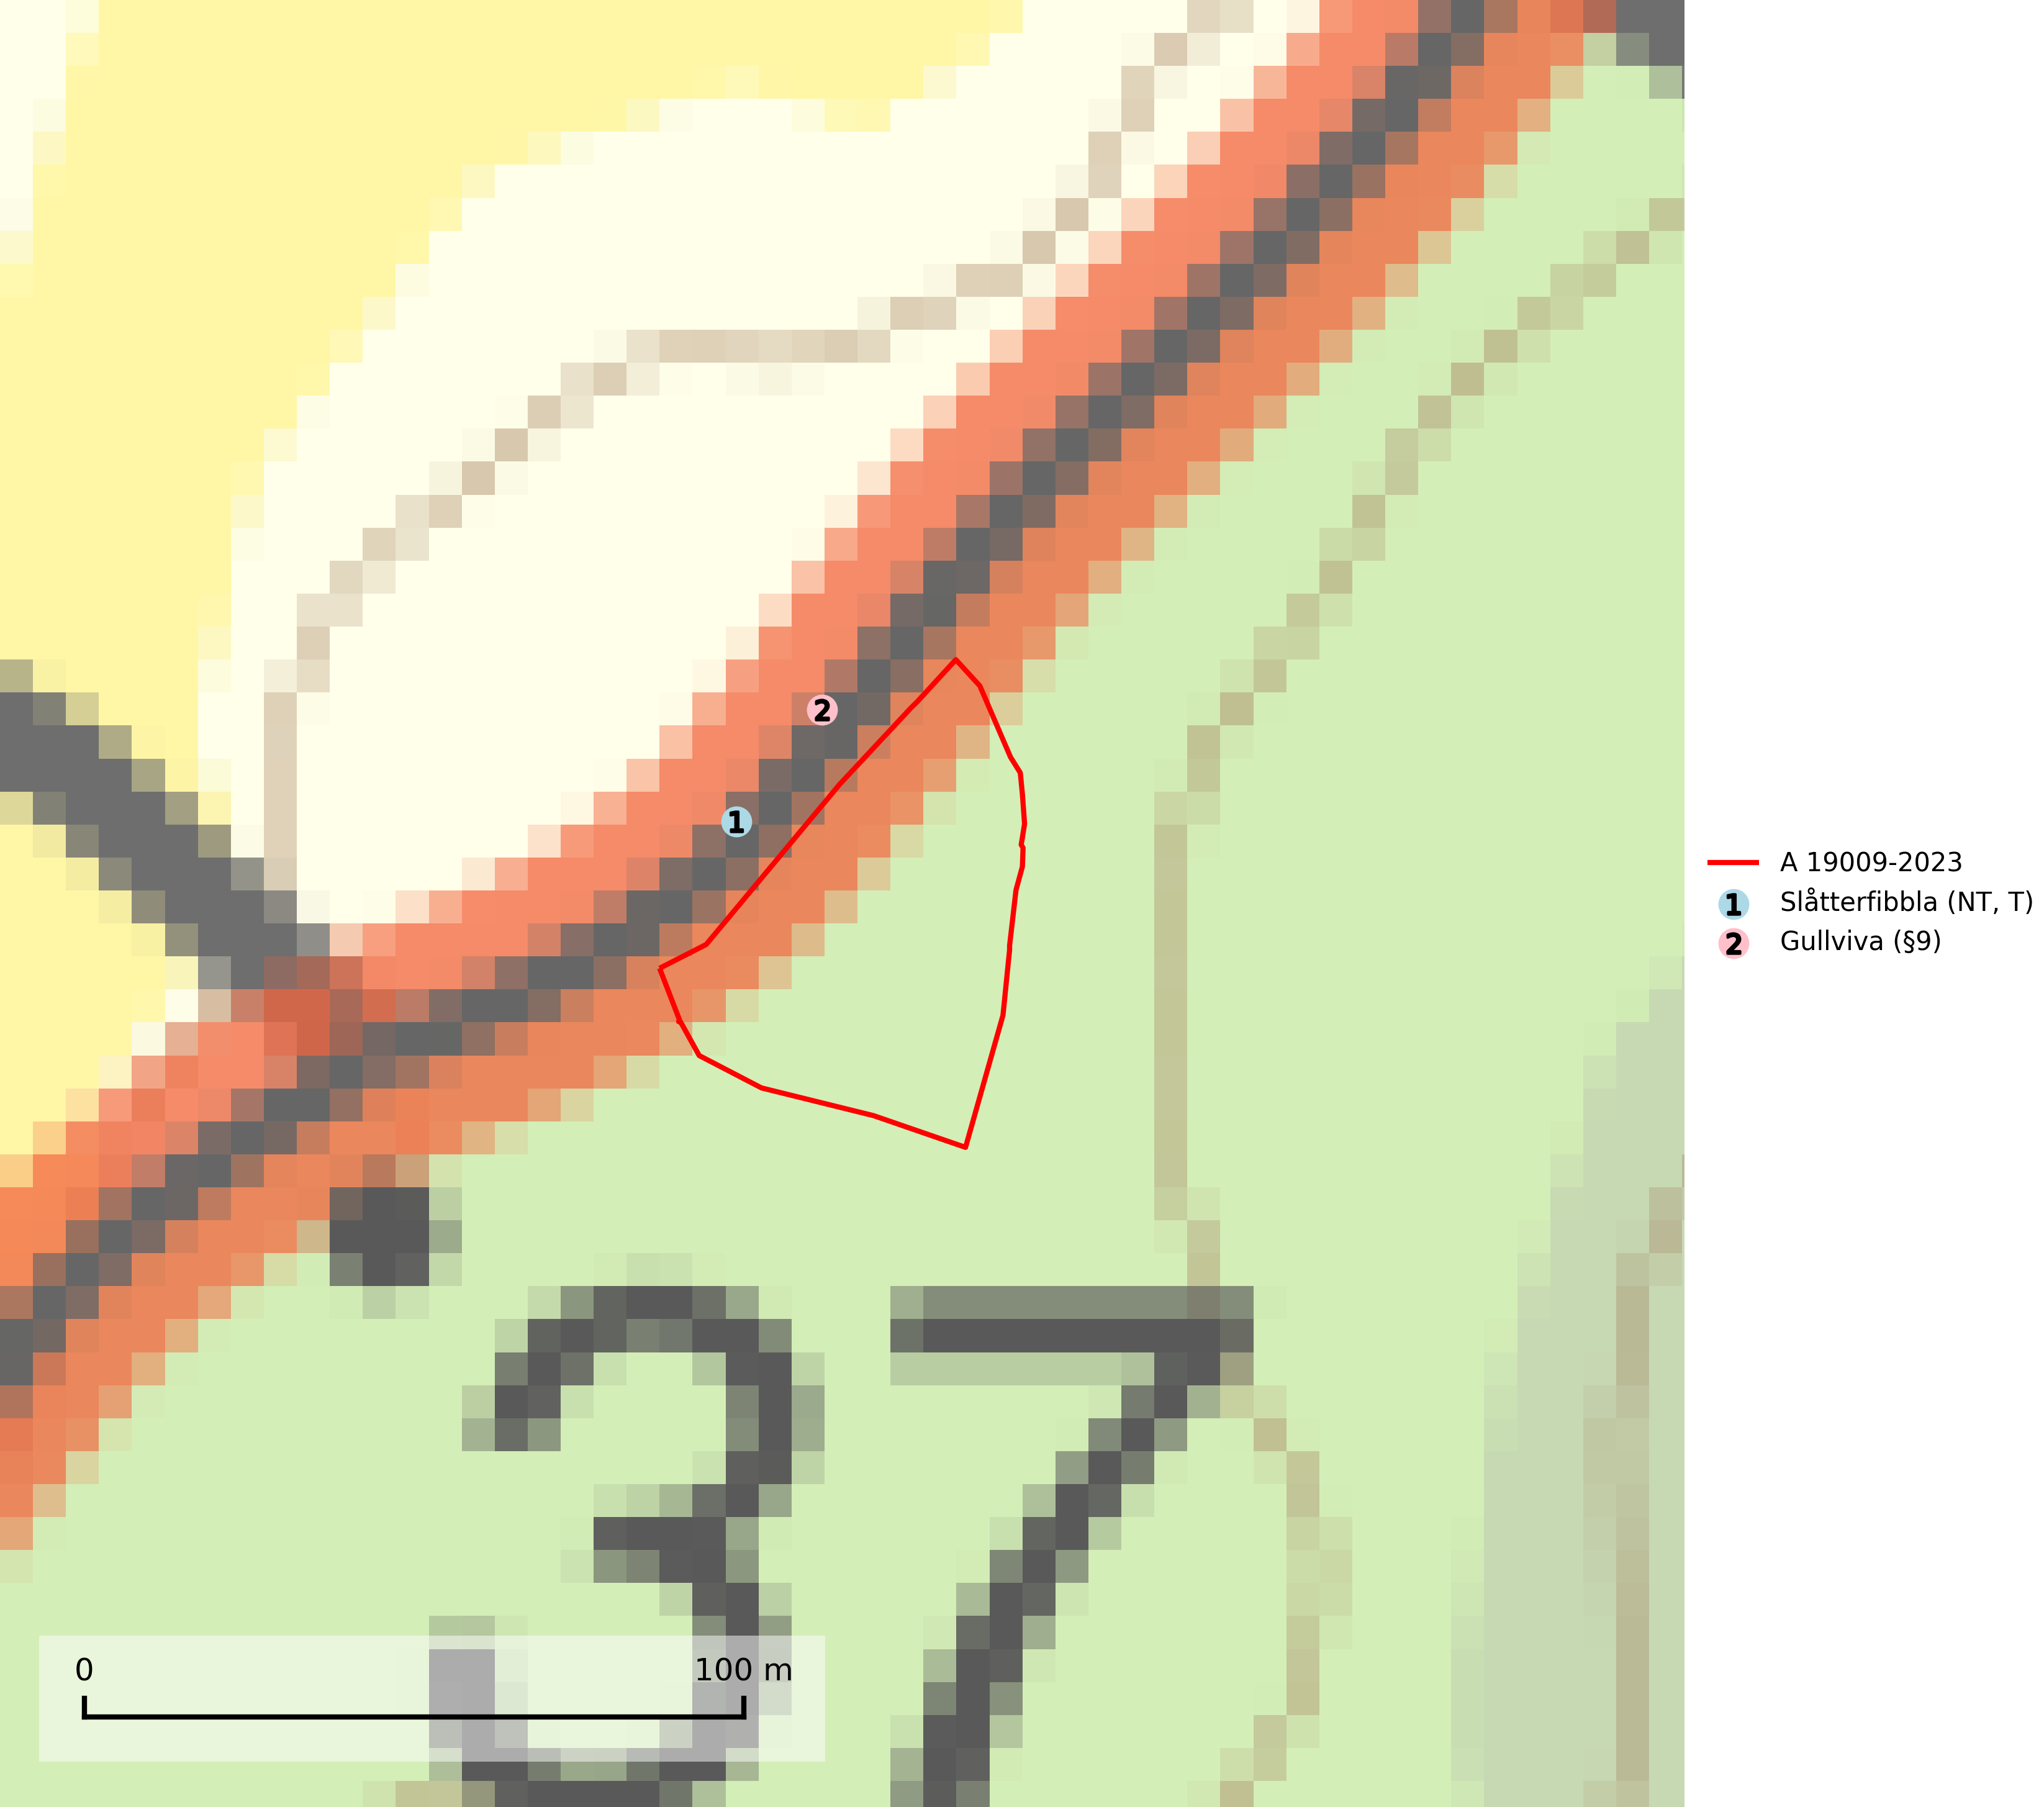 2
1
37
0 100 m
A 19009-2023
1 Slåtterfibbla (NT, T)
2 Gullviva (§9)